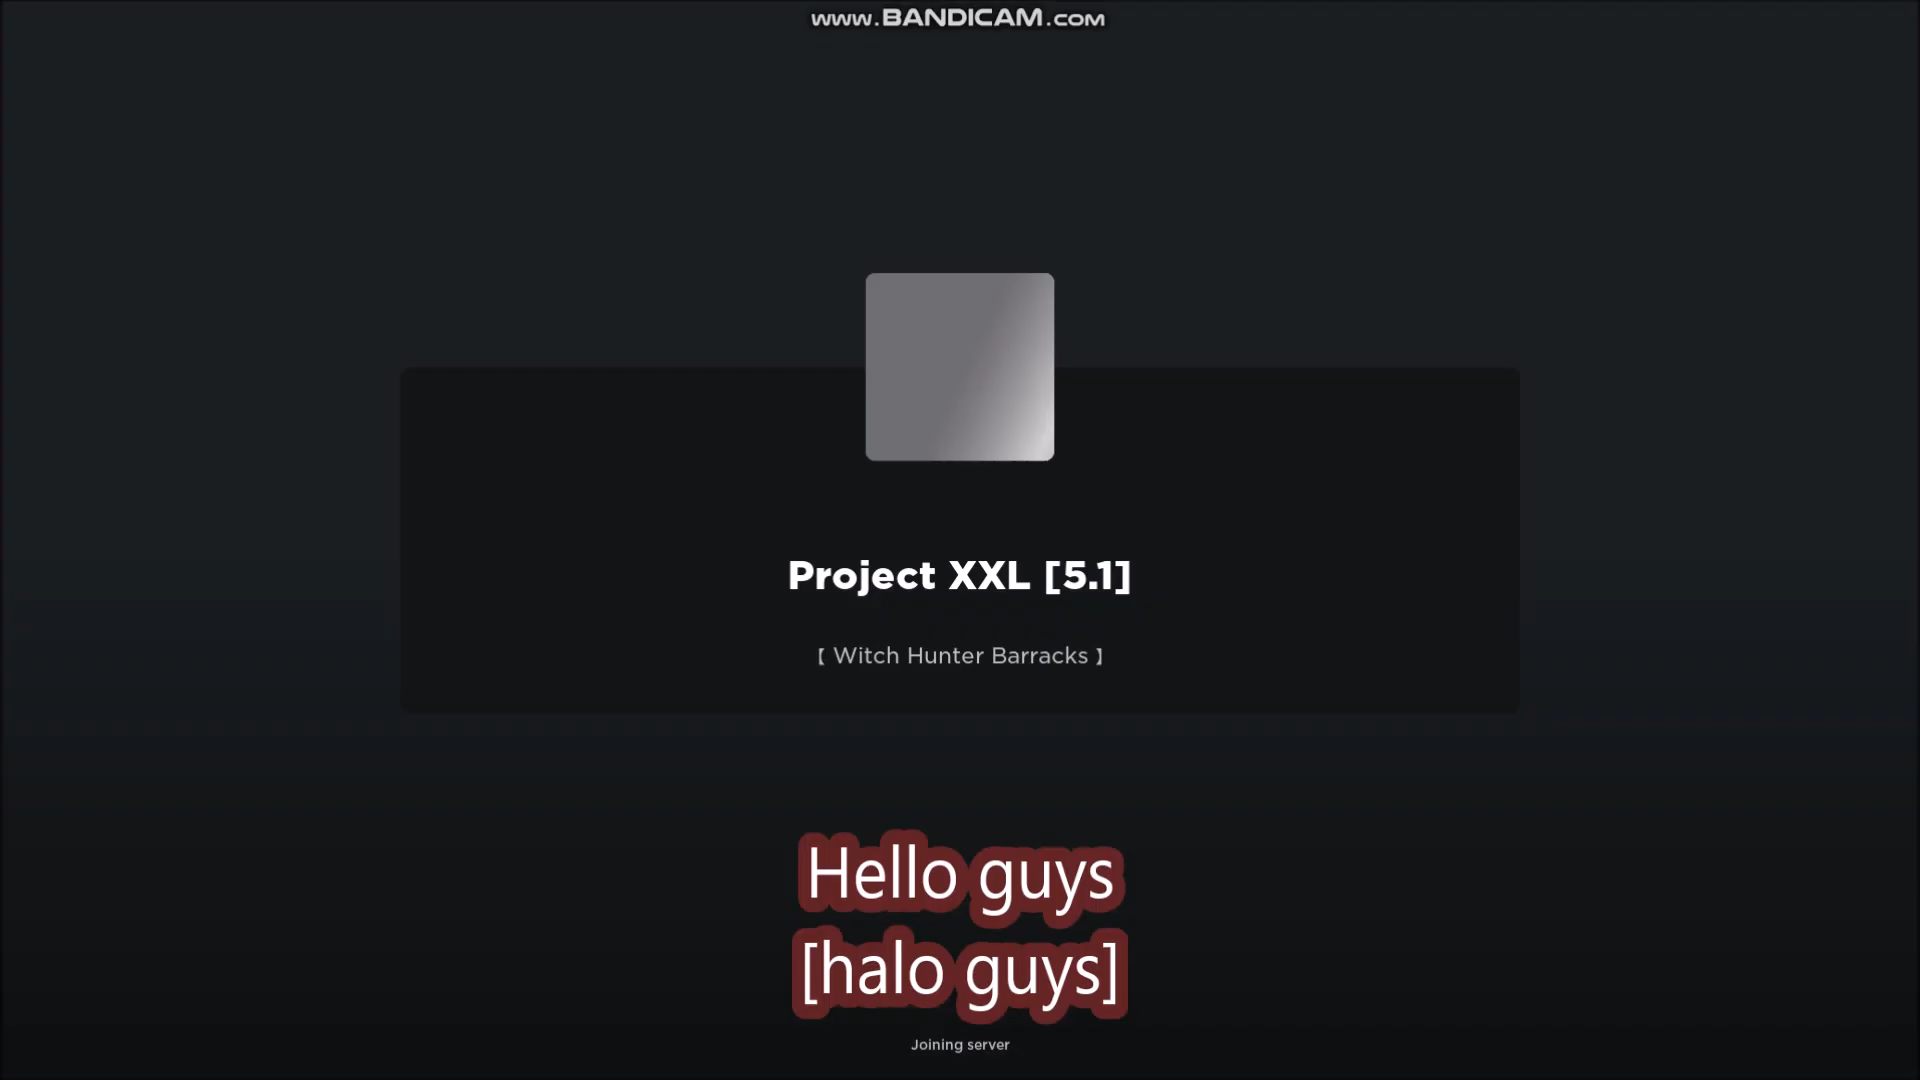 www.BANDICAM.com
Project XXL [5.1]
【 Witch Hunter Barracks 】
Hello guys
[halo guys]
Joining server